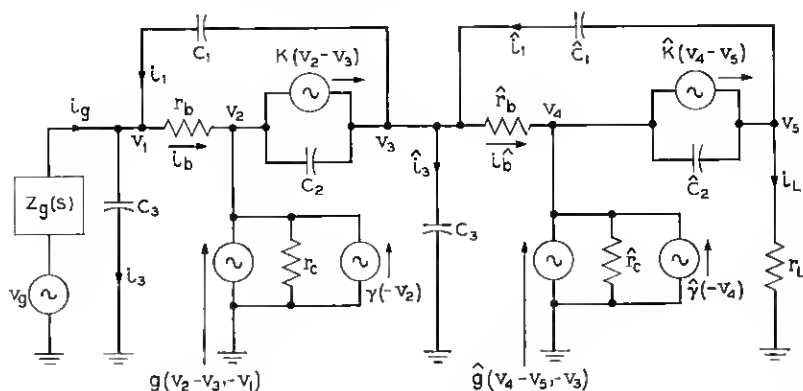 C₁
K(v₂-v₃)
î₁
Ĉ₁
K̂(v₄-v₅)
i₁
i_g
r_b
v₂
v₁
i_b
C₂
v₃
î₃
r̂_b
i_b̂
v₄
Ĉ₂
v₅
i_L
Z_g(s)
C₃
i₃
v_g
r_c
γ(-v₂)
C₃
r̂_c
γ̂(-v₄)
r_L
g(v₂-v₃,-v₁)
ĝ(v₄-v₅,-v₃)